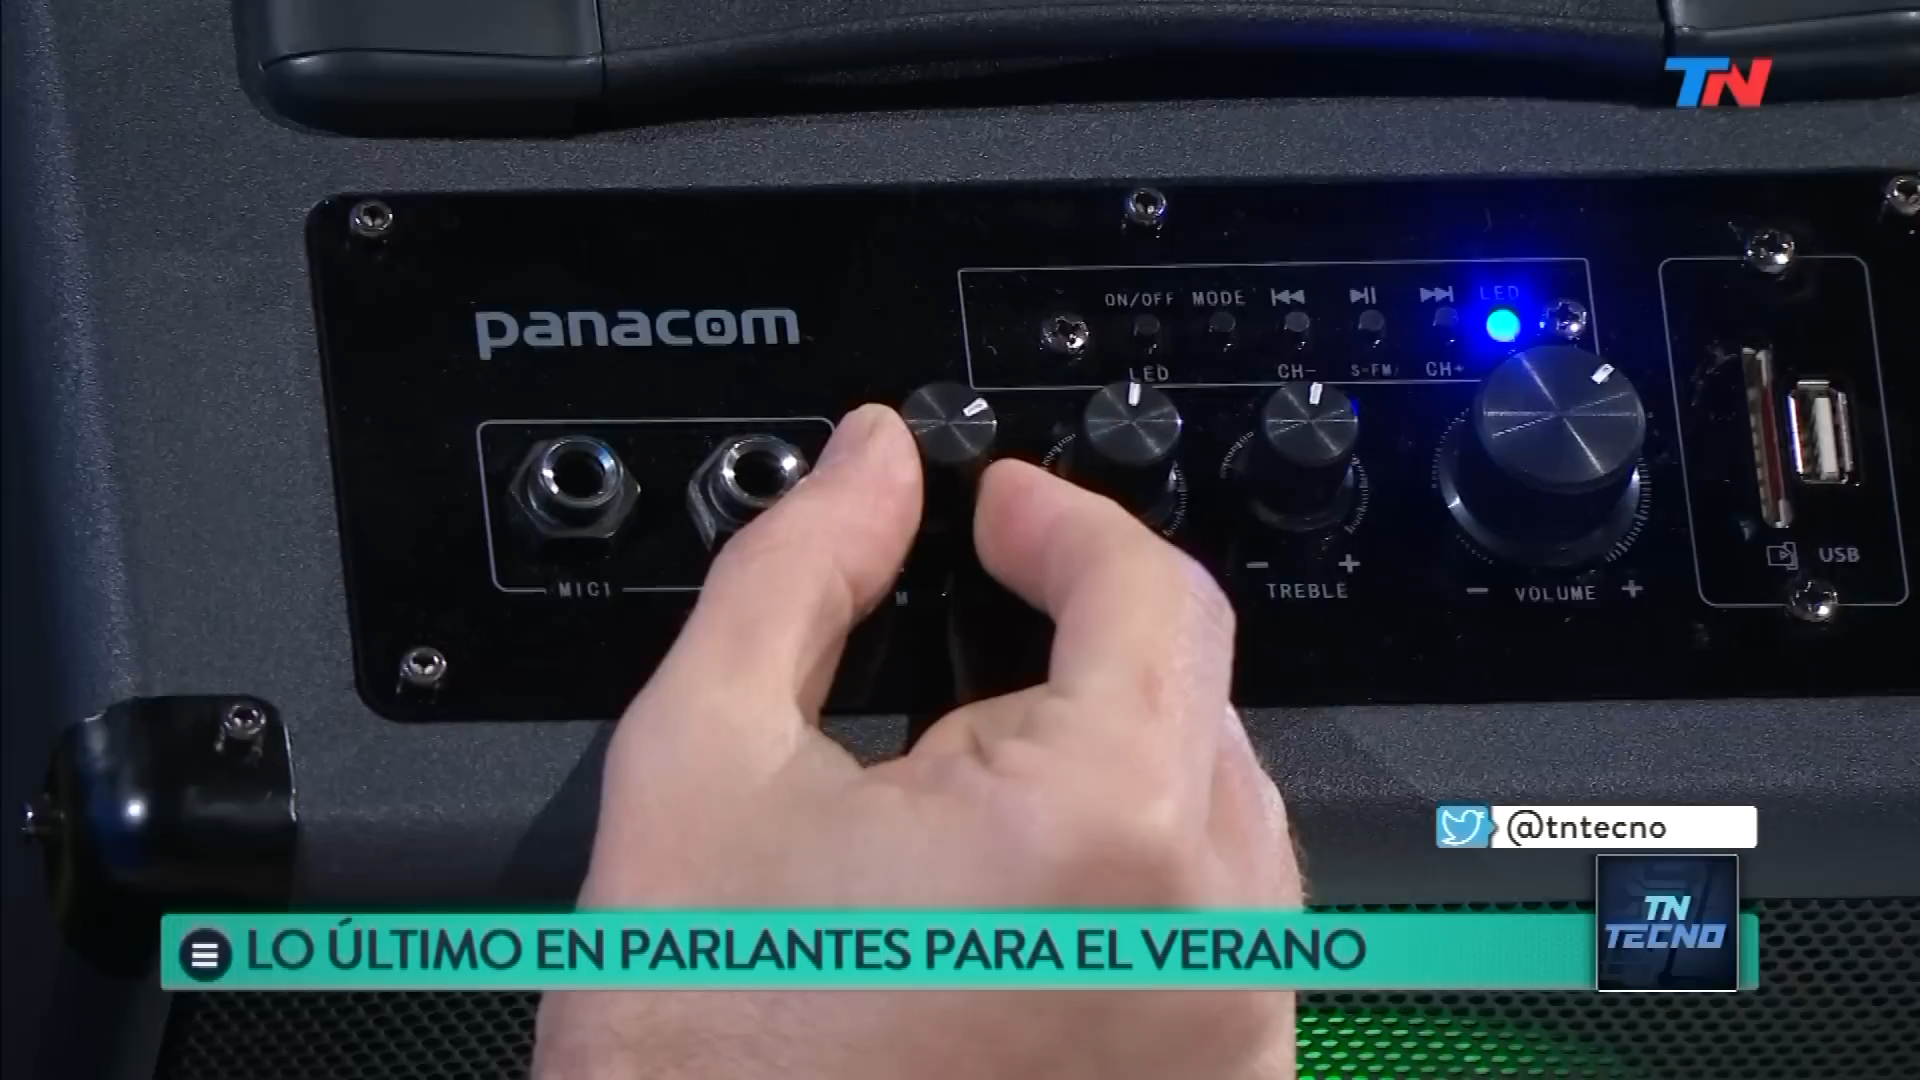 TN
panacom
ON/OFF MODE LED
LED CH- S-FM CH+
MIC1
M
- TREBLE +
- VOLUME +
USB
@tntecno
LO ÚLTIMO EN PARLANTES PARA EL VERANO
TN
TECNO